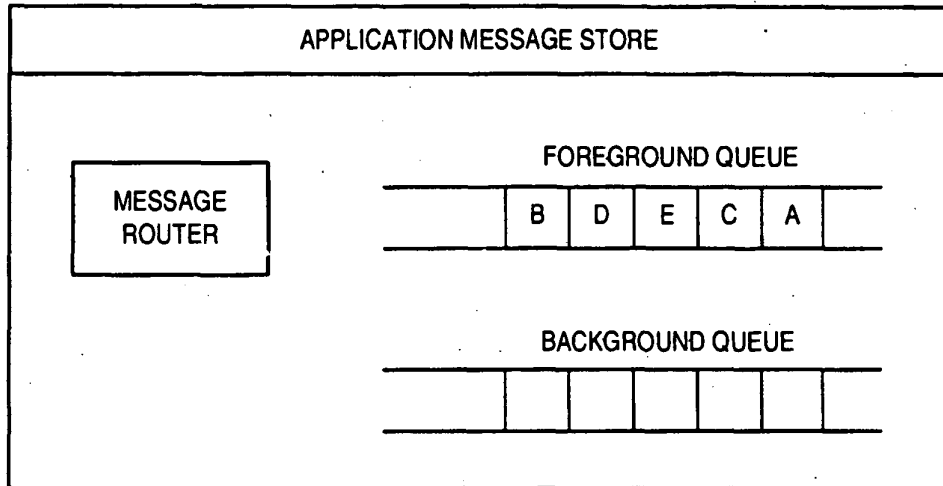 APPLICATION MESSAGE STORE
MESSAGE
ROUTER
FOREGROUND QUEUE
B D E C A
BACKGROUND QUEUE